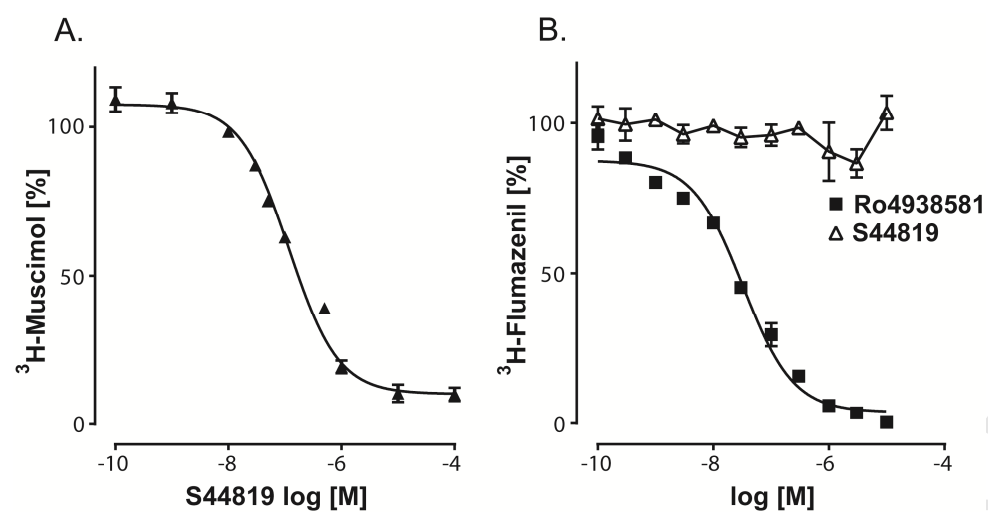 A.
³H-Muscimol [%]
100
50
0
-10
-8
-6
-4
S44819 log [M]
B.
³H-Flumazenil [%]
100
50
0
Ro4938581
S44819
-10
-8
-6
-4
log [M]